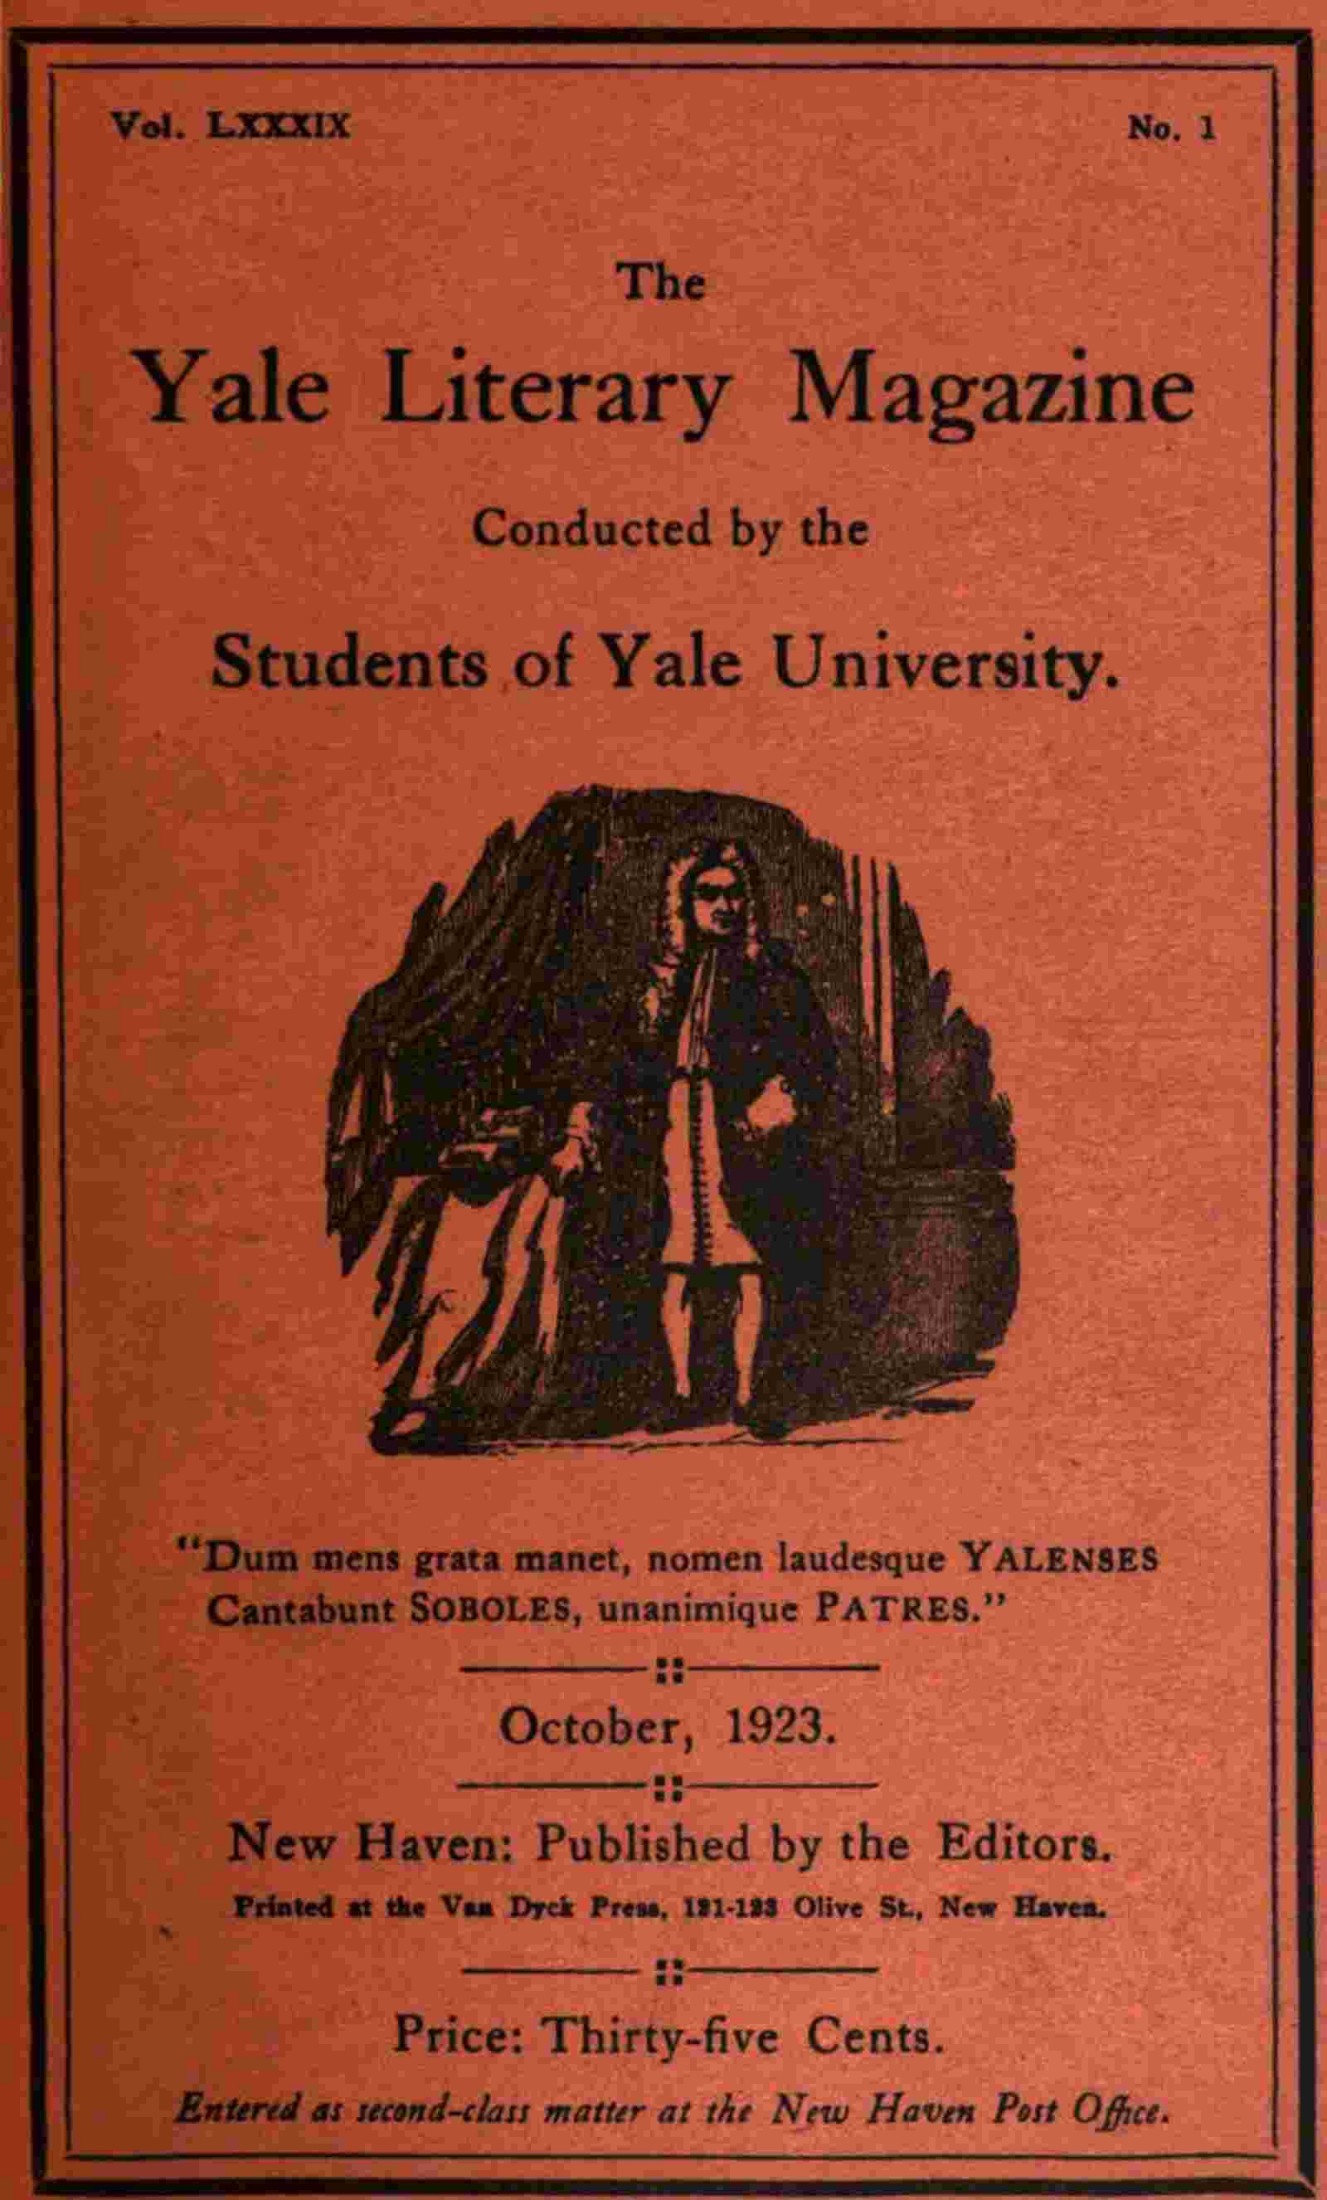 Vol. LXXXIX No. 1
The
Yale Literary Magazine
Conducted by the
Students of Yale University.
“Dum mens grata manet, nomen laudesque YALENSES
Cantabunt SOBOLES, unanimique PATRES.”
October, 1923.
New Haven: Published by the Editors.
Printed at the Van Dyck Press, 121-123 Olive St., New Haven.
Price: Thirty-five Cents.
Entered as second-class matter at the New Haven Post Office.